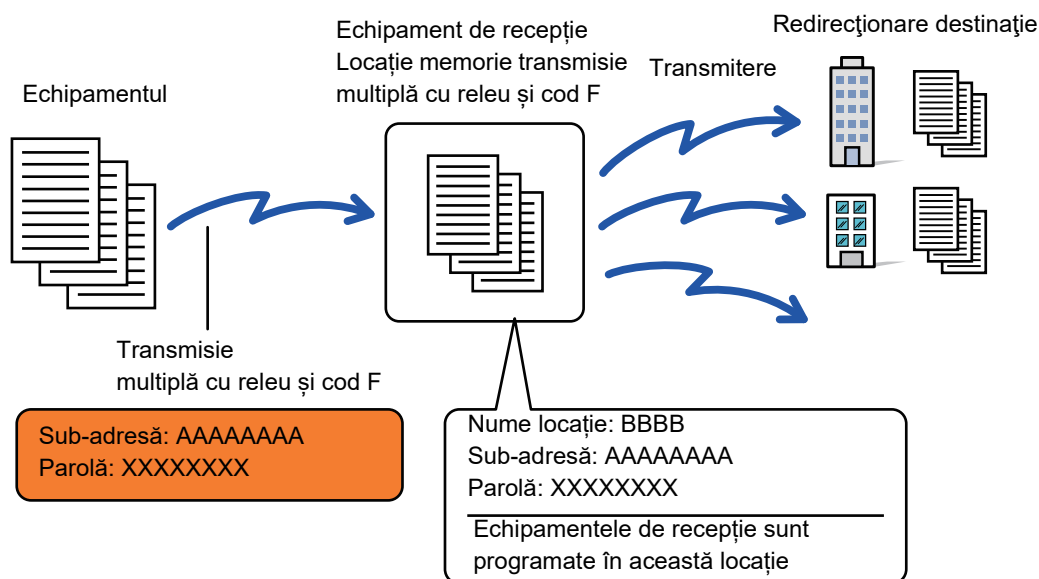 Echipamentul
Echipament de recepție
Locație memorie transmisie
multiplă cu releu și cod F
Transmitere
Redirecţionare destinaţie
Transmisie
multiplă cu releu și cod F
Sub-adresă: AAAAAAAA
Parolă: XXXXXXXX
Nume locație: BBBB
Sub-adresă: AAAAAAAA
Parolă: XXXXXXXX
Echipamentele de recepție sunt
programate în această locație